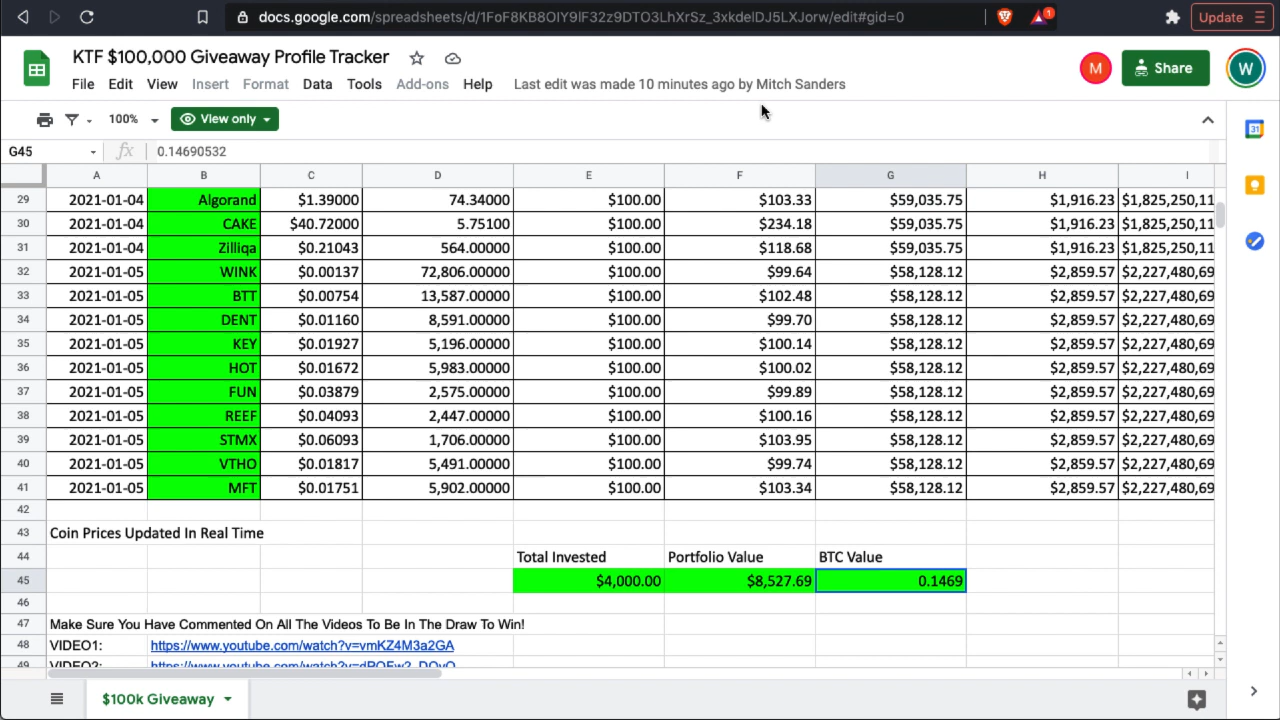 docs.google.com/spreadsheets/d/1FoF8KB8OIY9lF32z9DTO3LhXrSz_3xkdelDJ5LXJorw/edit#gid=0
1
Update
KTF $100,000 Giveaway Profile Tracker
File Edit View Insert Format Data Tools Add-ons Help Last edit was made 10 minutes ago by Mitch Sanders
M
Share
W
100%
View only
31
G45 fx 0.14690532
A B C D E F G H I
29 2021-01-04 Algorand $1.39000 74.34000 $100.00 $103.33 $59,035.75 $1,916.23 $1,825,250,11
30 2021-01-04 CAKE $40.72000 5.75100 $100.00 $234.18 $59,035.75 $1,916.23 $1,825,250,11
31 2021-01-04 Zilliqa $0.21043 564.00000 $100.00 $118.68 $59,035.75 $1,916.23 $1,825,250,11
32 2021-01-05 WINK $0.00137 72,806.00000 $100.00 $99.64 $58,128.12 $2,859.57 $2,227,480,69
33 2021-01-05 BTT $0.00754 13,587.00000 $100.00 $102.48 $58,128.12 $2,859.57 $2,227,480,69
34 2021-01-05 DENT $0.01160 8,591.00000 $100.00 $99.70 $58,128.12 $2,859.57 $2,227,480,69
35 2021-01-05 KEY $0.01927 5,196.00000 $100.00 $100.14 $58,128.12 $2,859.57 $2,227,480,69
36 2021-01-05 HOT $0.01672 5,983.00000 $100.00 $100.02 $58,128.12 $2,859.57 $2,227,480,69
37 2021-01-05 FUN $0.03879 2,575.00000 $100.00 $99.89 $58,128.12 $2,859.57 $2,227,480,69
38 2021-01-05 REEF $0.04093 2,447.00000 $100.00 $100.16 $58,128.12 $2,859.57 $2,227,480,69
39 2021-01-05 STMX $0.06093 1,706.00000 $100.00 $103.95 $58,128.12 $2,859.57 $2,227,480,69
40 2021-01-05 VTHO $0.01817 5,491.00000 $100.00 $99.74 $58,128.12 $2,859.57 $2,227,480,69
41 2021-01-05 MFT $0.01751 5,902.00000 $100.00 $103.34 $58,128.12 $2,859.57 $2,227,480,69
42
43 Coin Prices Updated In Real Time
44 Total Invested Portfolio Value BTC Value
45 $4,000.00 $8,527.69 0.1469
46
47 Make Sure You Have Commented On All The Videos To Be In The Draw To Win!
48 VIDEO1: https://www.youtube.com/watch?v=vmKZ4M3a2GA
49 VIDEO2:
$100k Giveaway